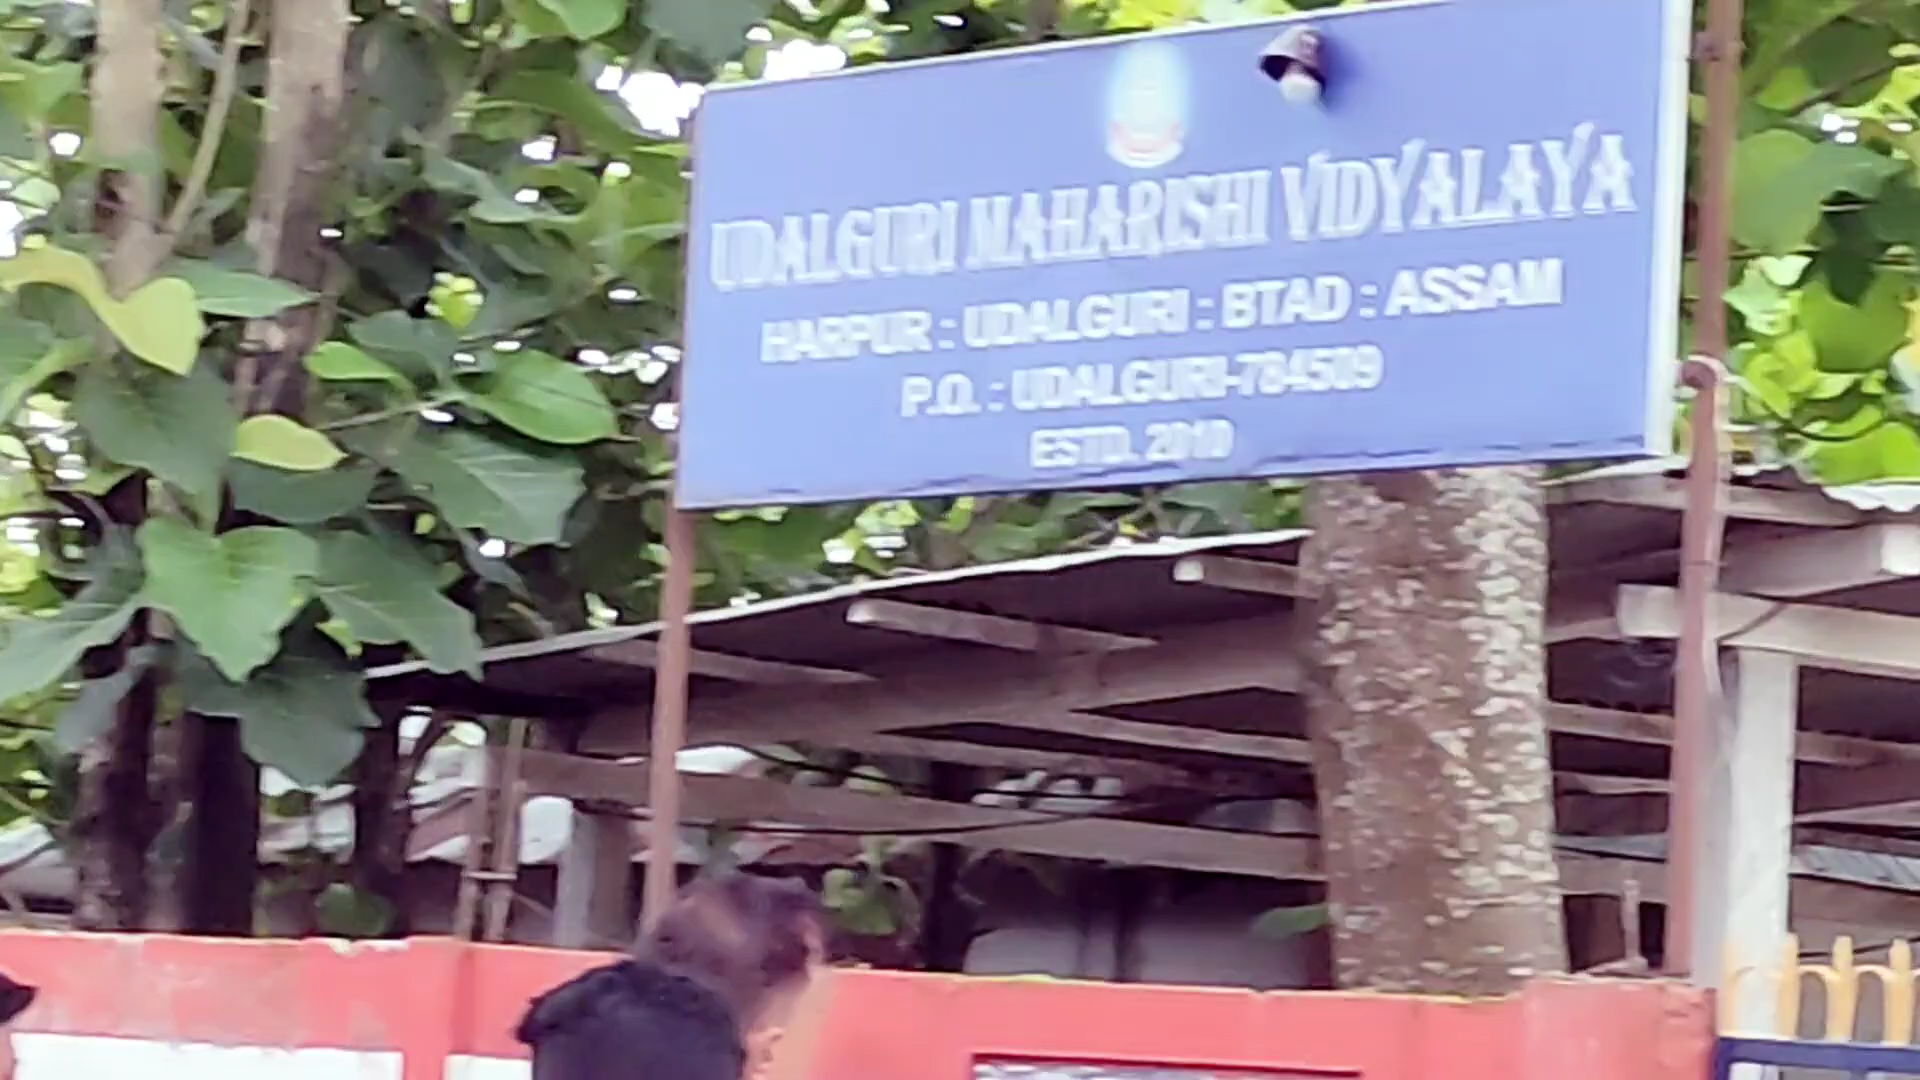 UDALGURI MAHARISHI VIDYALAYA
HARPUR : UDALGURI : BTAD : ASSAM
P.O. : UDALGURI-784509
ESTD. 2010